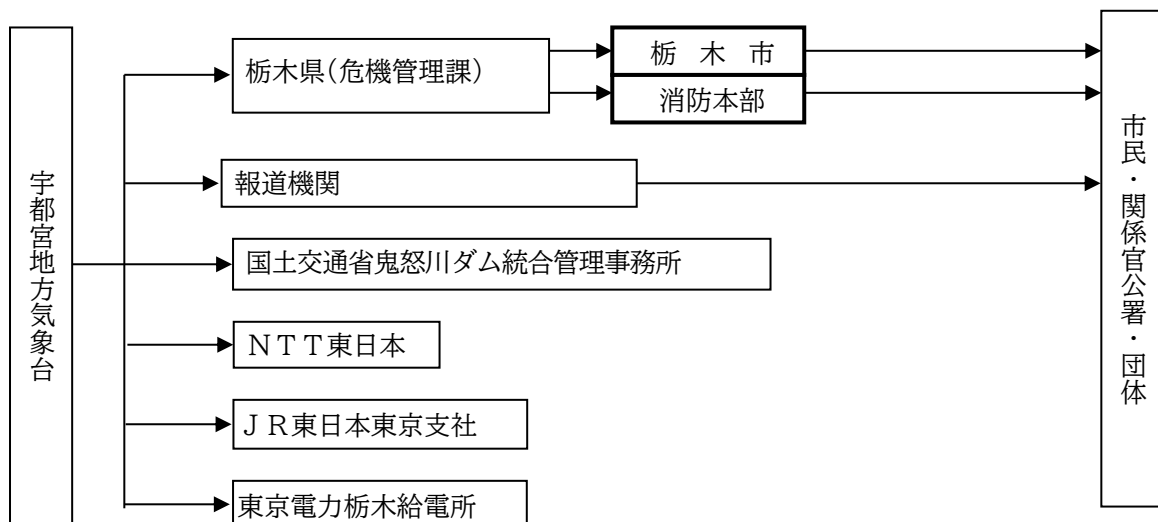 宇都宮地方気象台
栃木県(危機管理課)
栃　木　市
消防本部
報道機関
国土交通省鬼怒川ダム統合管理事務所
ＮＴＴ東日本
ＪＲ東日本東京支社
東京電力栃木給電所
市民・関係官公署・団体